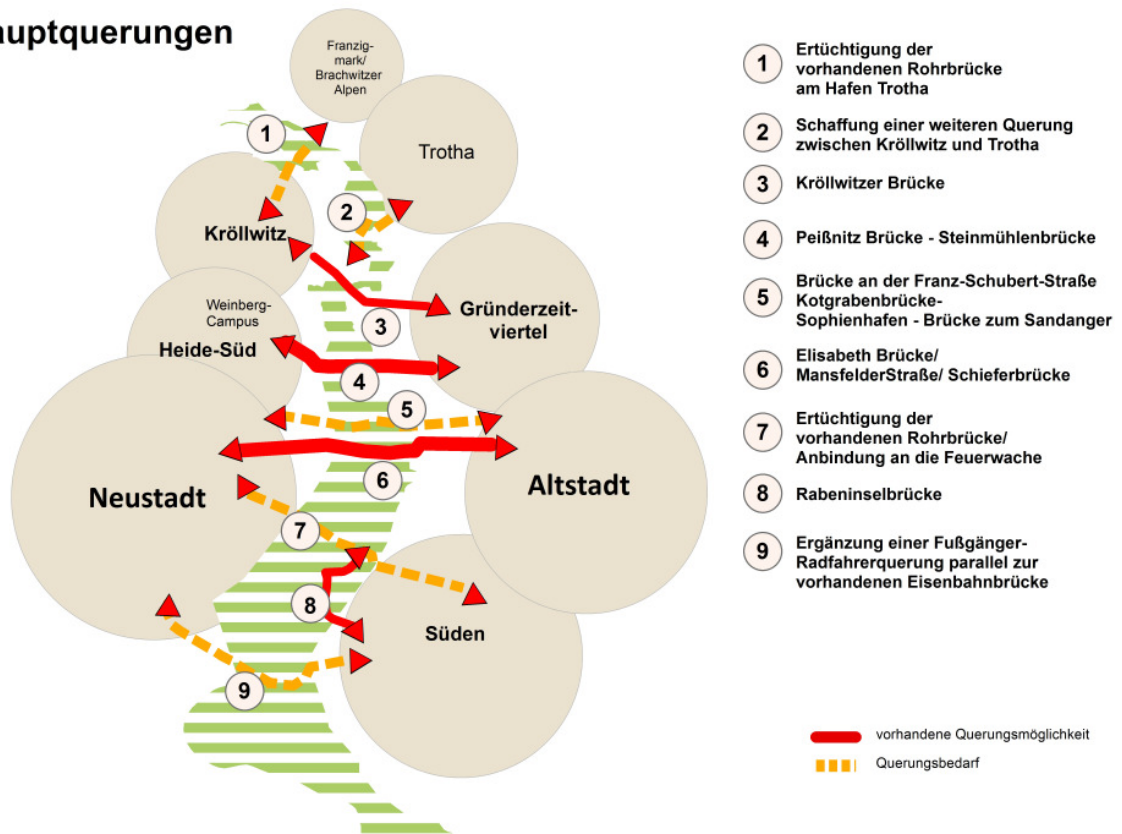 auptquerungen
Franzig-
mark/
Brachwitzer
Alpen
Trotha
Kröllwitz
Weinberg-
Campus
Heide-Süd
Gründerzeit-
viertel
Neustadt
Altstadt
Süden
1
2
3
4
5
6
7
8
9
1 Ertüchtigung der
vorhandenen Rohrbrücke
am Hafen Trotha
2 Schaffung einer weiteren Querung
zwischen Kröllwitz und Trotha
3 Kröllwitzer Brücke
4 Peißnitz Brücke - Steinmühlenbrücke
5 Brücke an der Franz-Schubert-Straße
Kotgrabenbrücke-
Sophienhafen - Brücke zum Sandanger
6 Elisabeth Brücke/
MansfelderStraße/ Schieferbrücke
7 Ertüchtigung der
vorhandenen Rohrbrücke/
Anbindung an die Feuerwache
8 Rabeninselbrücke
9 Ergänzung einer Fußgänger-
Radfahrerquerung parallel zur
vorhandenen Eisenbahnbrücke
vorhandene Querungsmöglichkeit
Querungsbedarf